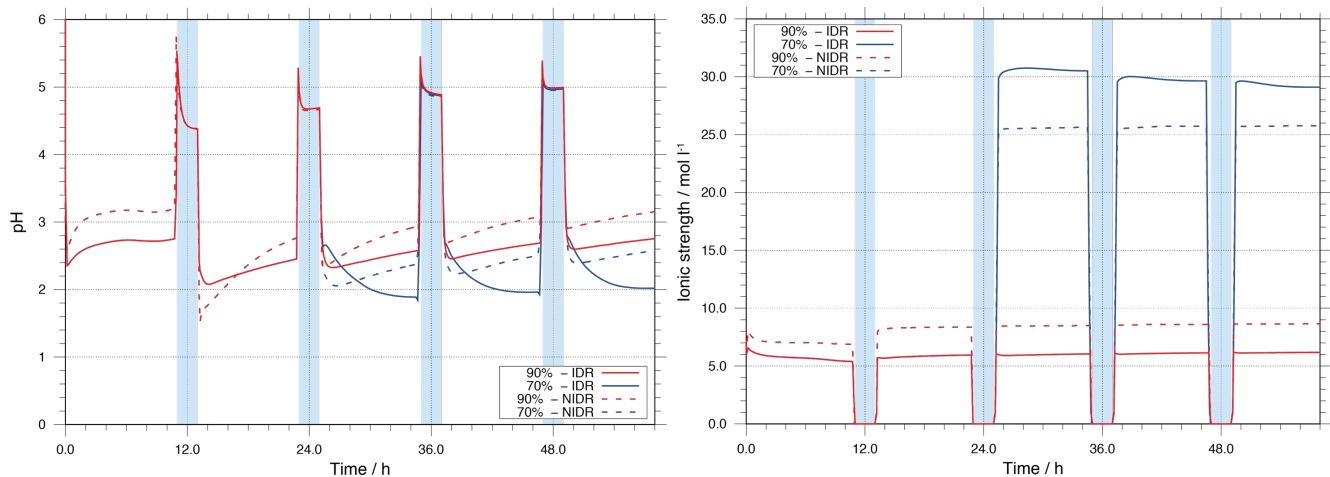 6
5
4
3
2
1
0
pH
0.0
12.0
24.0
36.0
48.0
Time / h
90% – IDR
70% – IDR
90% – NIDR
70% – NIDR
35.0
30.0
25.0
20.0
15.0
10.0
5.0
0.0
Ionic strength / mol l⁻¹
0.0
12.0
24.0
36.0
48.0
Time / h
90% – IDR
70% – IDR
90% – NIDR
70% – NIDR